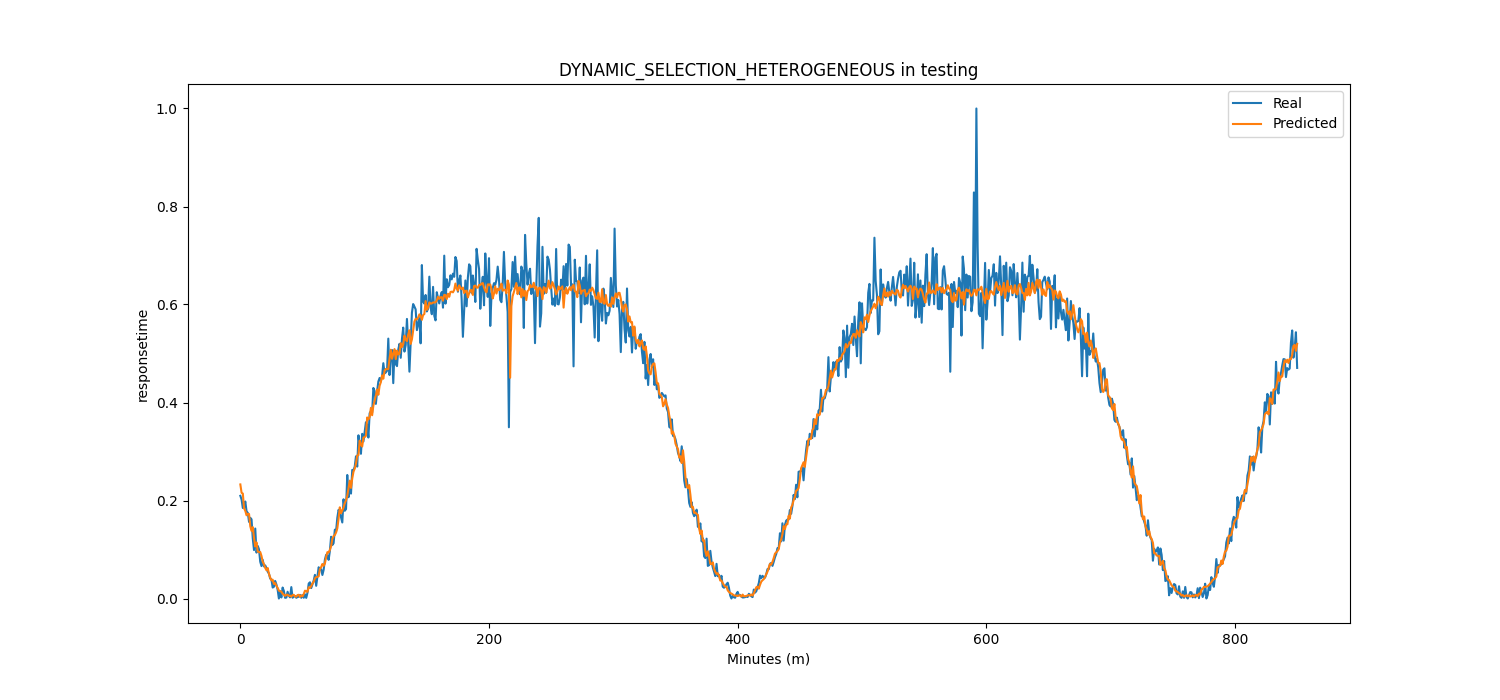 DYNAMIC_SELECTION_HETEROGENEOUS in testing
Real
Predicted
responsetime
1.0
0.8
0.6
0.4
0.2
0.0
0
200
400
600
800
Minutes (m)